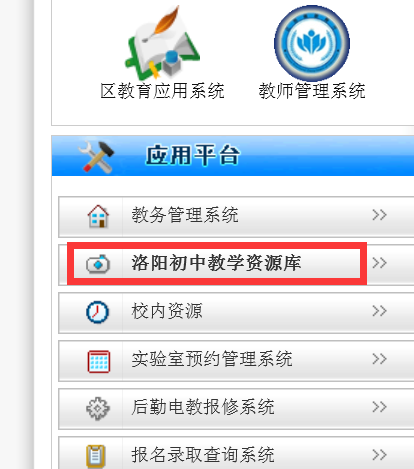 区教育应用系统 教师管理系统
应用平台
教务管理系统 >>
洛阳初中教学资源库 >>
校内资源 >>
实验室预约管理系统 >>
后勤电教报修系统 >>
报名录取查询系统 >>